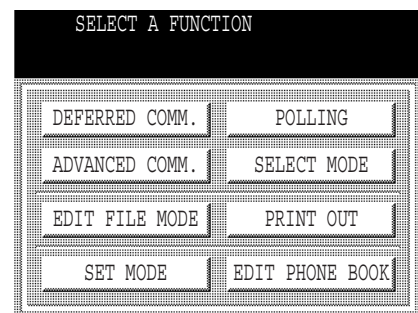 SELECT A FUNCTION
DEFERRED COMM. POLLING
ADVANCED COMM. SELECT MODE
EDIT FILE MODE PRINT OUT
SET MODE EDIT PHONE BOOK